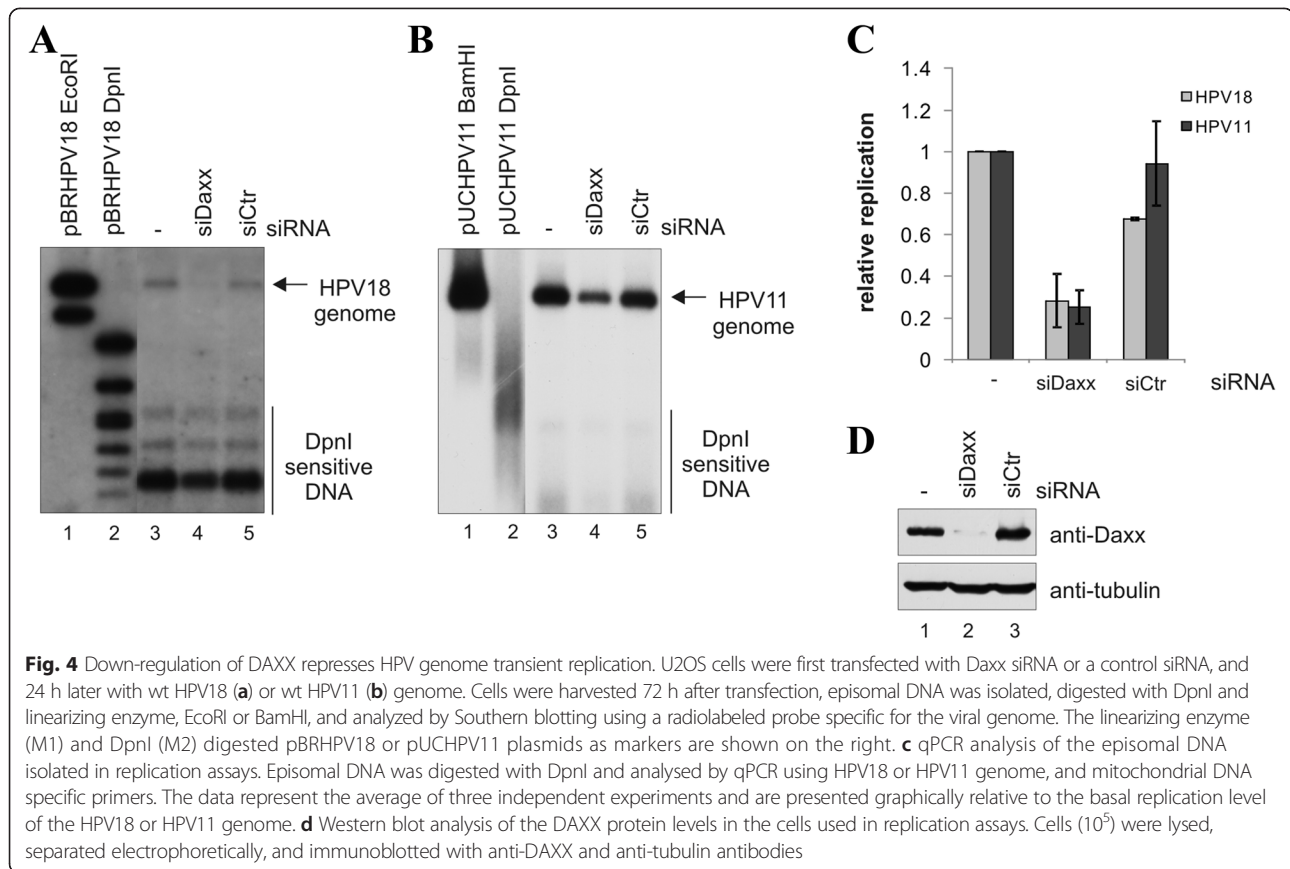 A
pBRHPV18 EcoRI
pBRHPV18 DpnI
-
siDaxx
siCtr
siRNA
HPV18
genome
DpnI
sensitive
DNA
1 2 3 4 5
B
pUCHPV11 BamHI
pUCHPV11 DpnI
-
siDaxx
siCtr
siRNA
HPV11
genome
DpnI
sensitive
DNA
1 2 3 4 5
C
relative replication
1.4
1.2
1
0.8
0.6
0.4
0.2
0
HPV18
HPV11
- siDaxx siCtr siRNA
D
-
siDaxx
siCtr
siRNA
anti-Daxx
anti-tubulin
1 2 3
Fig. 4 Down-regulation of DAXX represses HPV genome transient replication. U2OS cells were first transfected with Daxx siRNA or a control siRNA, and
24 h later with wt HPV18 (a) or wt HPV11 (b) genome. Cells were harvested 72 h after transfection, episomal DNA was isolated, digested with DpnI and
linearizing enzyme, EcoRI or BamHI, and analyzed by Southern blotting using a radiolabeled probe specific for the viral genome. The linearizing enzyme
(M1) and DpnI (M2) digested pBRHPV18 or pUCHPV11 plasmids as markers are shown on the right. c qPCR analysis of the episomal DNA
isolated in replication assays. Episomal DNA was digested with DpnI and analysed by qPCR using HPV18 or HPV11 genome, and mitochondrial DNA
specific primers. The data represent the average of three independent experiments and are presented graphically relative to the basal replication level
of the HPV18 or HPV11 genome. d Western blot analysis of the DAXX protein levels in the cells used in replication assays. Cells (10⁵) were lysed,
separated electrophoretically, and immunoblotted with anti-DAXX and anti-tubulin antibodies